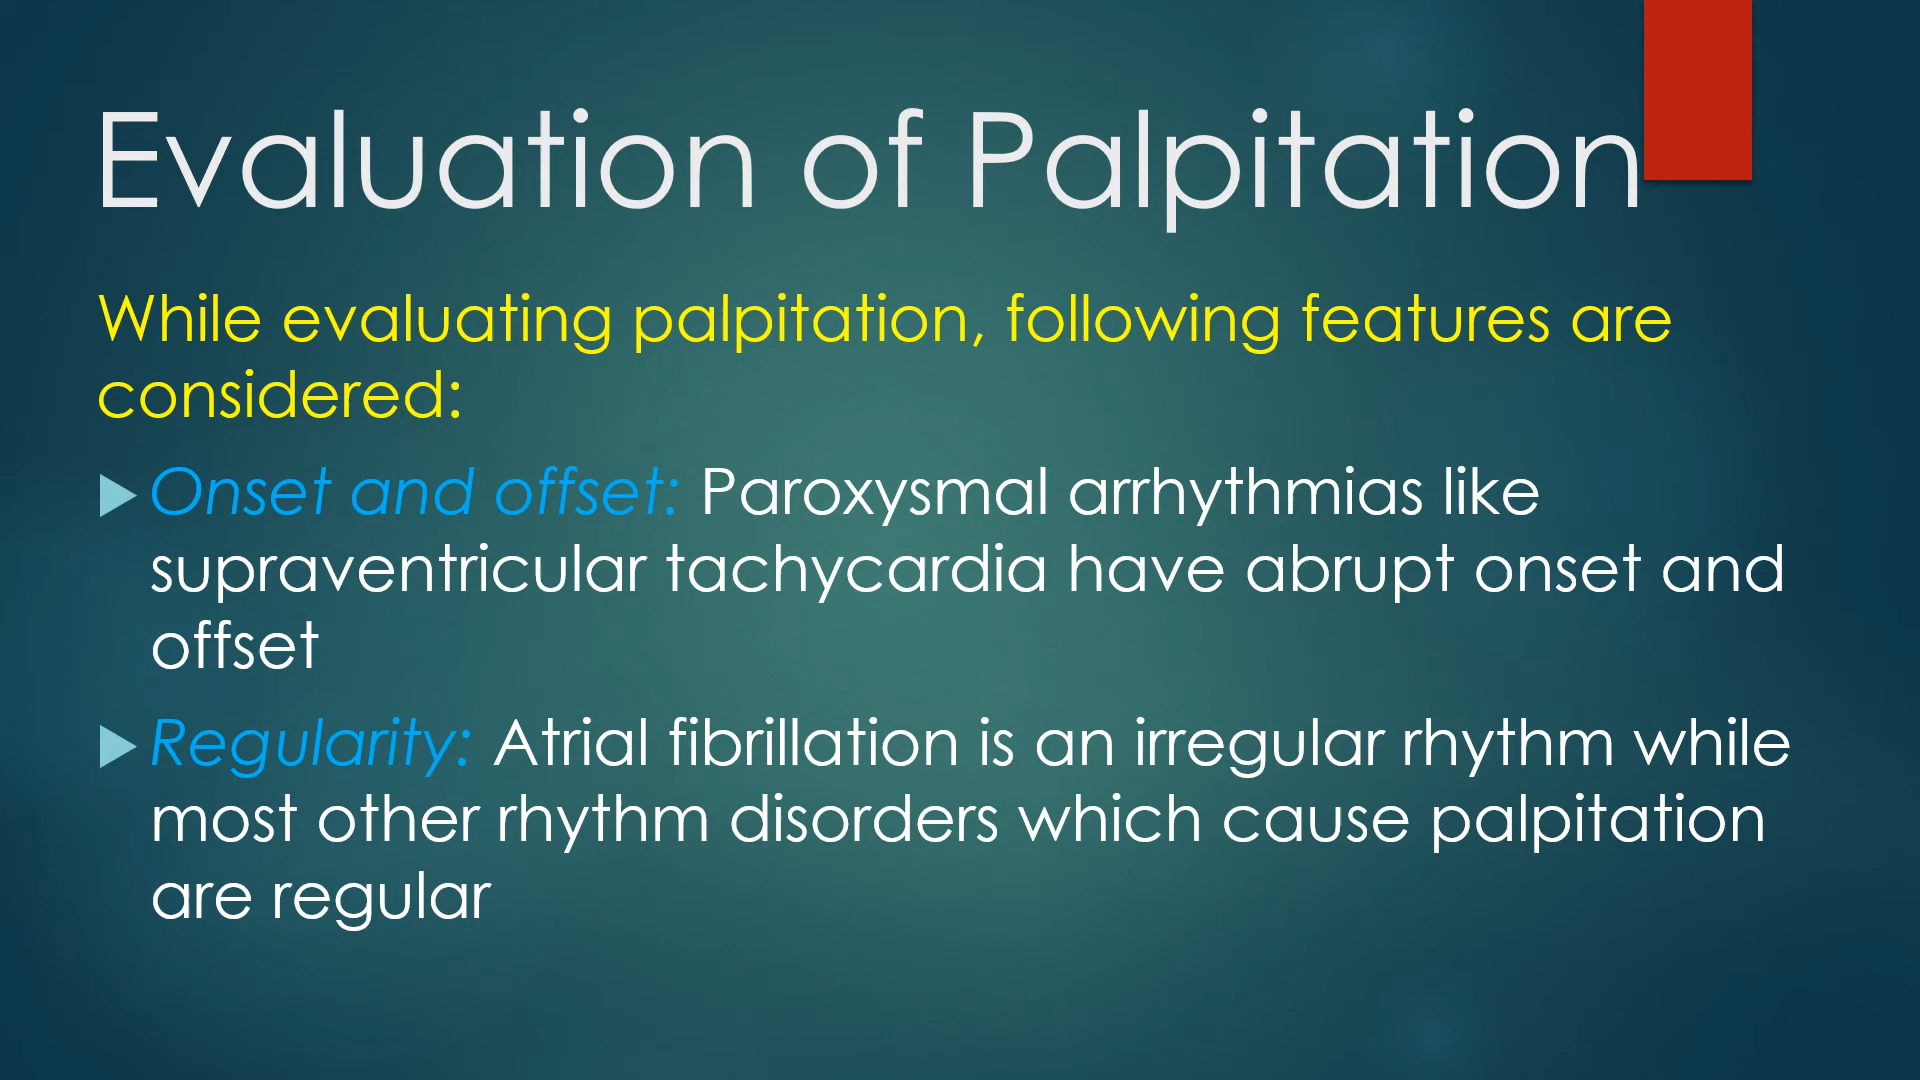 Evaluation of Palpitation
While evaluating palpitation, following features are
considered:
Onset and offset: Paroxysmal arrhythmias like
supraventricular tachycardia have abrupt onset and
offset
Regularity: Atrial fibrillation is an irregular rhythm while
most other rhythm disorders which cause palpitation
are regular